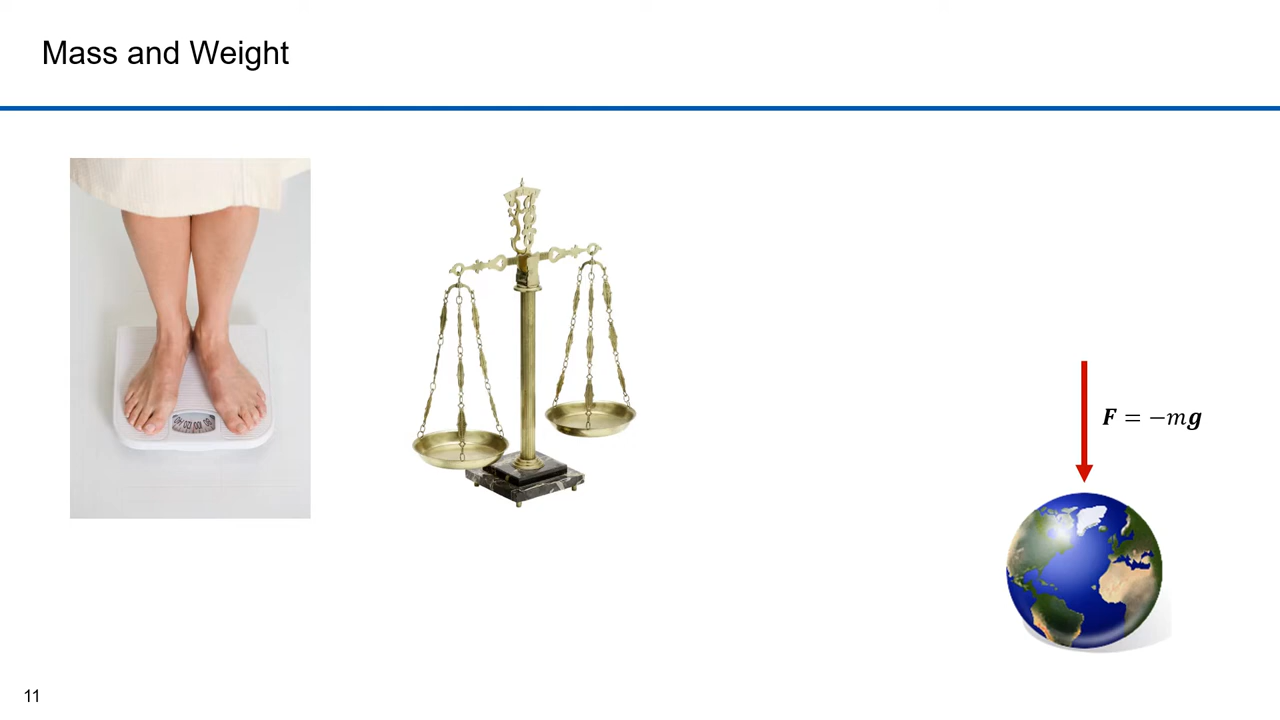 Mass and Weight
𝑭 = −𝑚𝒈
11